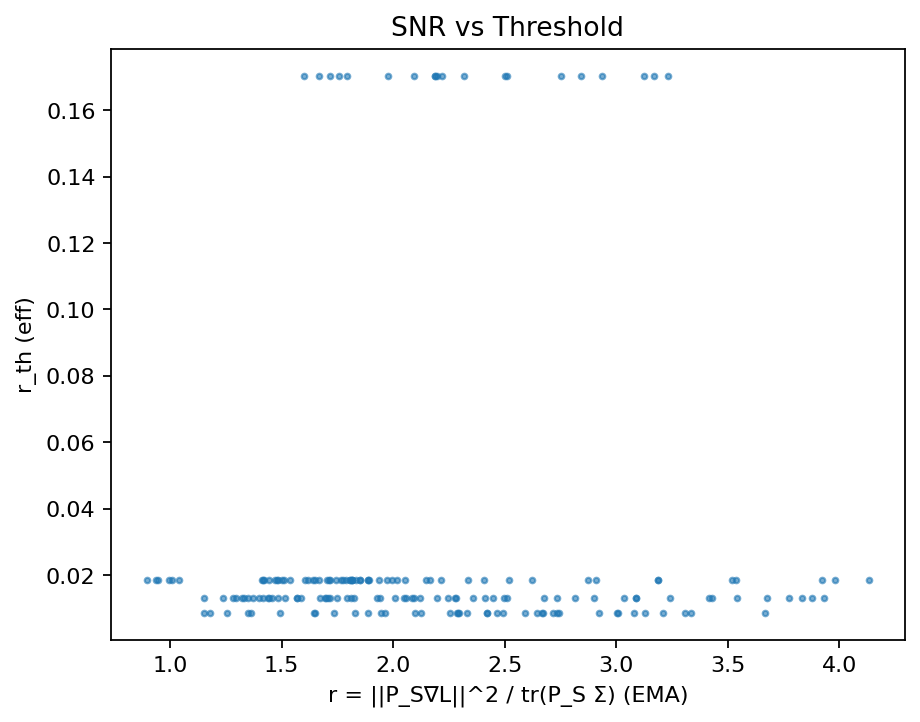 SNR vs Threshold
r_th (eff)
0.16
0.14
0.12
0.10
0.08
0.06
0.04
0.02
1.0 1.5 2.0 2.5 3.0 3.5 4.0
r = ||P_S∇L||^2 / tr(P_S Σ) (EMA)